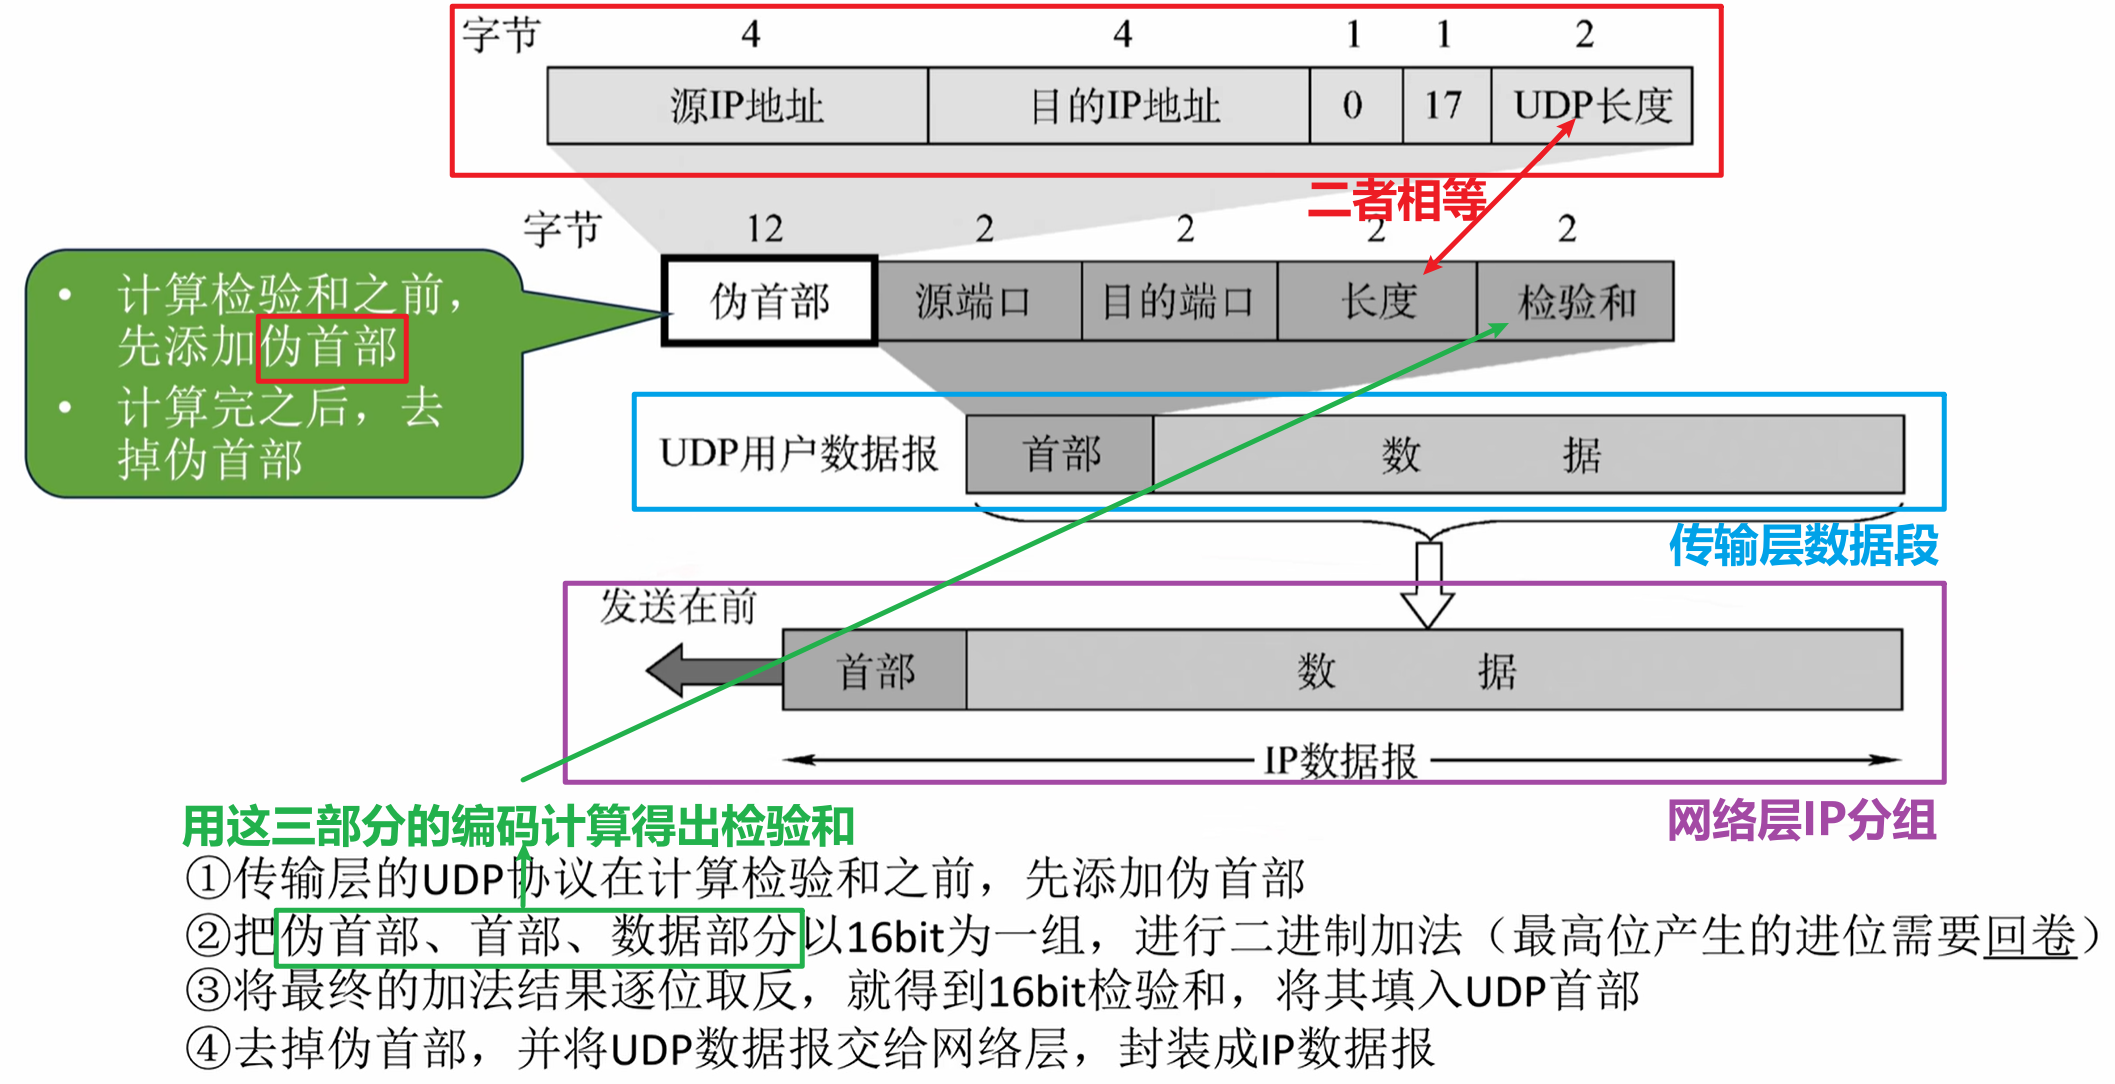 字节 4 4 1 1 2
源IP地址 目的IP地址 0 17 UDP长度
二者相等
字节 12 2 2 2 2
伪首部 源端口 目的端口 长度 检验和
• 计算检验和之前，
先添加伪首部
• 计算完之后，去
掉伪首部
UDP用户数据报 首部 数 据
传输层数据段
发送在前
首部 数 据
IP数据报
网络层IP分组
用这三部分的编码计算得出检验和
①传输层的UDP协议在计算检验和之前，先添加伪首部
②把伪首部、首部、数据部分以16bit为一组，进行二进制加法（最高位产生的进位需要回卷）
③将最终的加法结果逐位取反，就得到16bit检验和，将其填入UDP首部
④去掉伪首部，并将UDP数据报交给网络层，封装成IP数据报